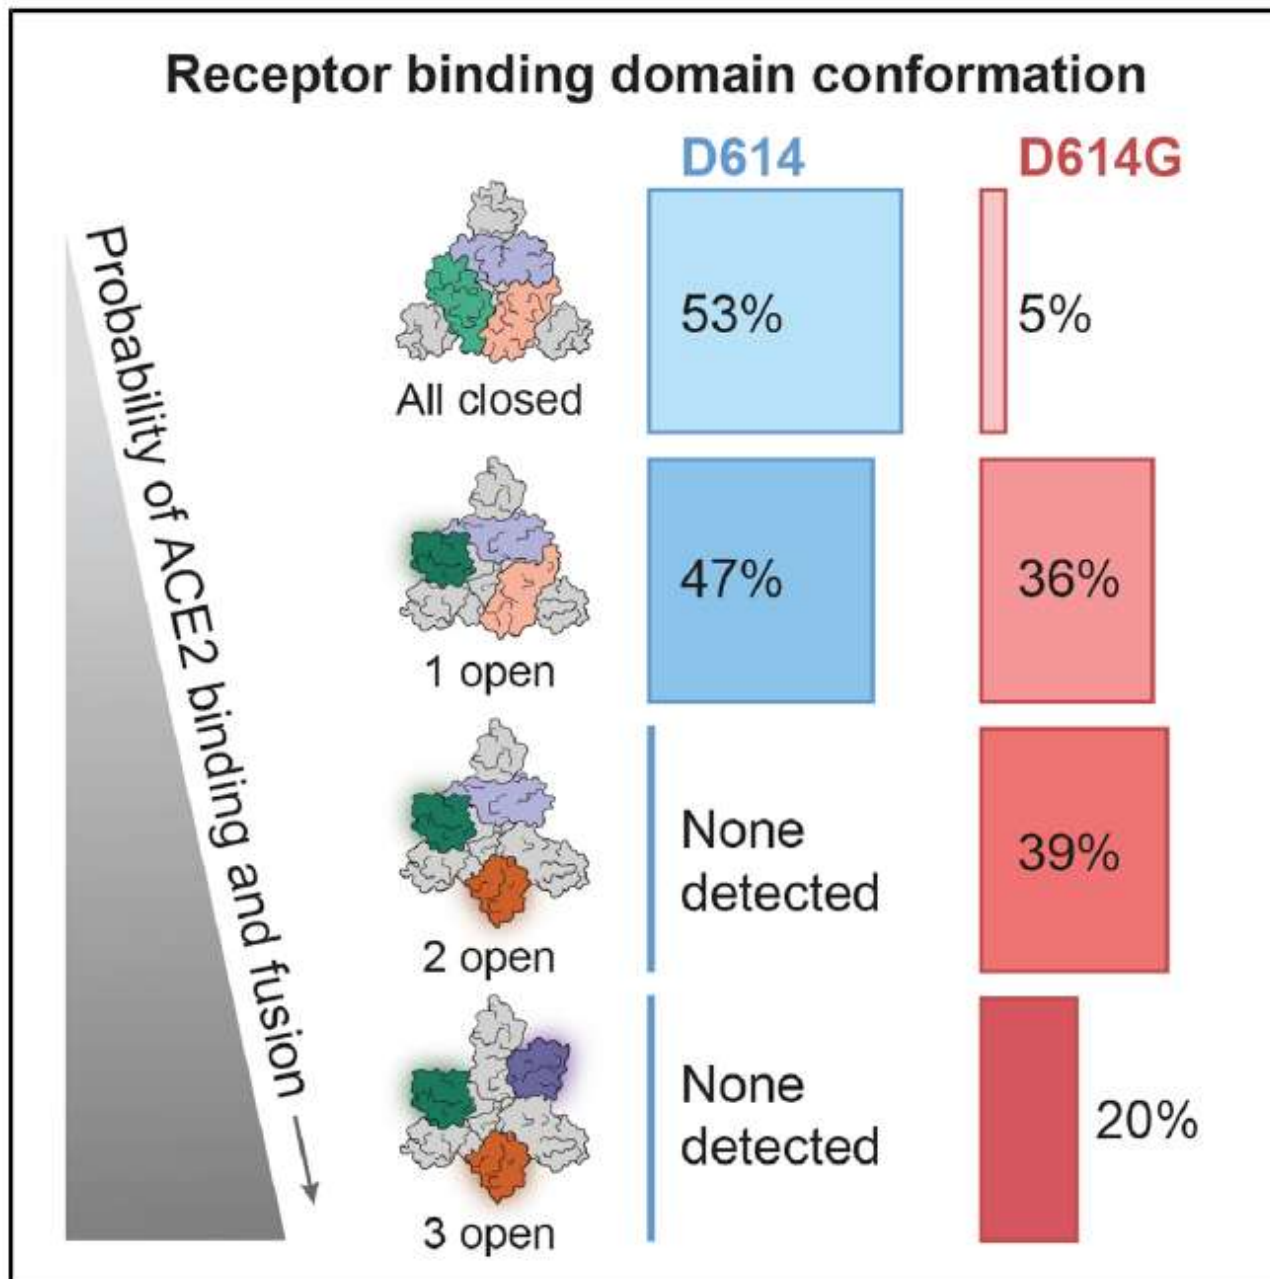 Receptor binding domain conformation
D614
D614G
Probability of ACE2 binding and fusion
All closed
53%
5%
1 open
47%
36%
2 open
None
detected
39%
3 open
None
detected
20%